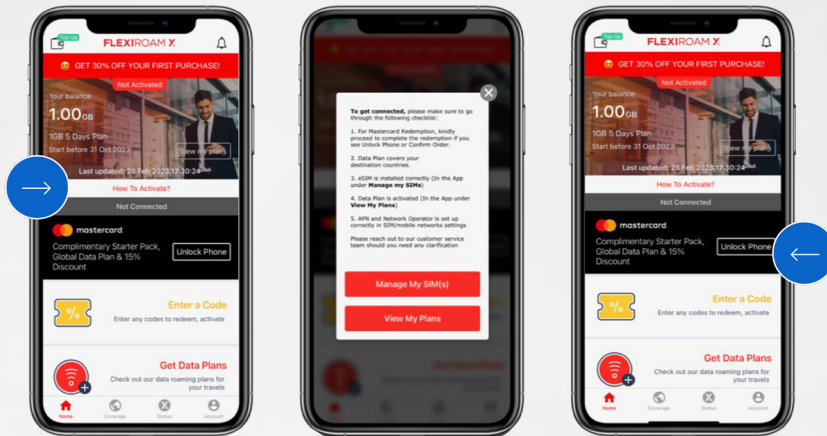 Top Up
FLEXIROAM X
GET 30% OFF YOUR FIRST PURCHASE!
Not Activated
Your balance
1.00GB
1GB 5 Days Plan
Start before 31 Oct 2023
View my plans
Last updated: 28 Feb 2023,17:30:24
How To Activate?
Not Connected
mastercard
Complimentary Starter Pack,
Global Data Plan & 15%
Discount
Unlock Phone
Enter a Code
Enter any codes to redeem, activate
Get Data Plans
Check out our data roaming plans for
your travels
Home
Coverage
Status
Account
To get connected, please make sure to go
through the following checklist:
1. For Mastercard Redemption, kindly
proceed to complete the redemption if you
see Unlock Phone or Confirm Order.
2. Data Plan covers your
destination countries.
3. eSIM is installed correctly (In the App
under Manage my SIMs)
4. Data Plan is activated (In the App under
View My Plans)
5. APN and Network Operator is set up
correctly in SIM/mobile networks settings
Please reach out to our customer service
team should you need any clarification
Manage My SIM(s)
View My Plans
Top Up
FLEXIROAM X
GET 30% OFF YOUR FIRST PURCHASE!
Not Activated
Your balance
1.00GB
1GB 5 Days Plan
Start before 31 Oct 2023
View my plans
Last updated: 28 Feb 2023,17:30:24
How To Activate?
Not Connected
mastercard
Complimentary Starter Pack,
Global Data Plan & 15%
Discount
Unlock Phone
Enter a Code
Enter any codes to redeem, activate
Get Data Plans
Check out our data roaming plans for
your travels
Home
Coverage
Status
Account